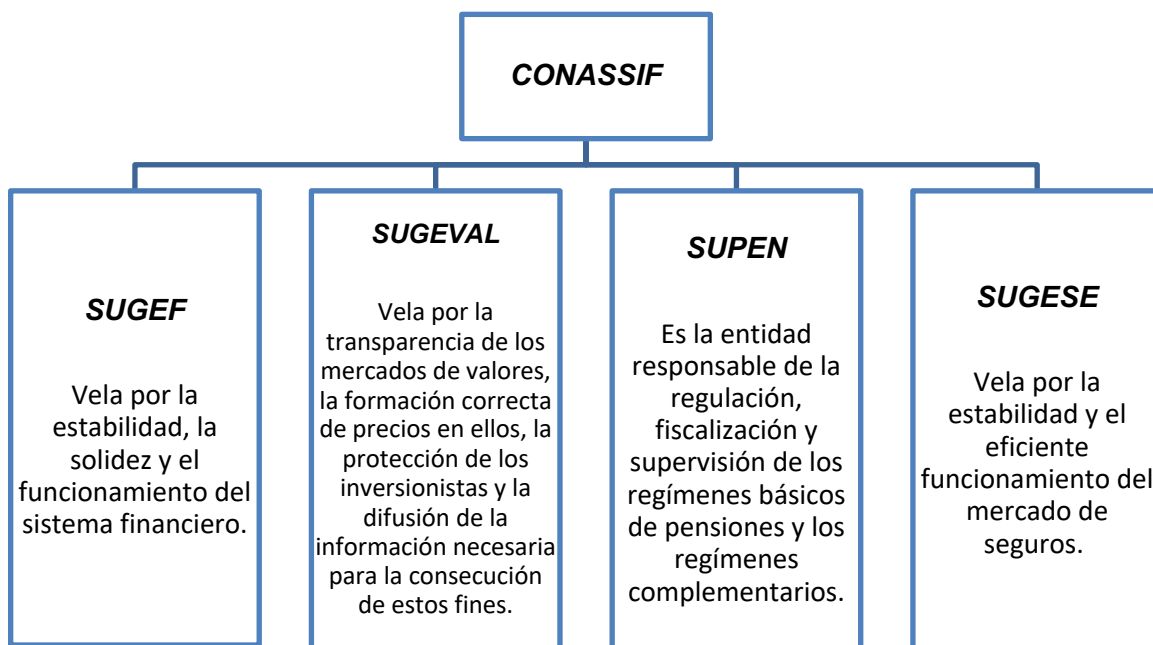 CONASSIF
SUGEF
Vela por la
estabilidad, la
solidez y el
funcionamiento del
sistema financiero.
SUGEVAL
Vela por la
transparencia de los
mercados de valores,
la formación correcta
de precios en ellos, la
protección de los
inversionistas y la
difusión de la
información necesaria
para la consecución
de estos fines.
SUPEN
Es la entidad
responsable de la
regulación,
fiscalización y
supervisión de los
regímenes básicos
de pensiones y los
regímenes
complementarios.
SUGESE
Vela por la
estabilidad y el
eficiente
funcionamiento del
mercado de
seguros.